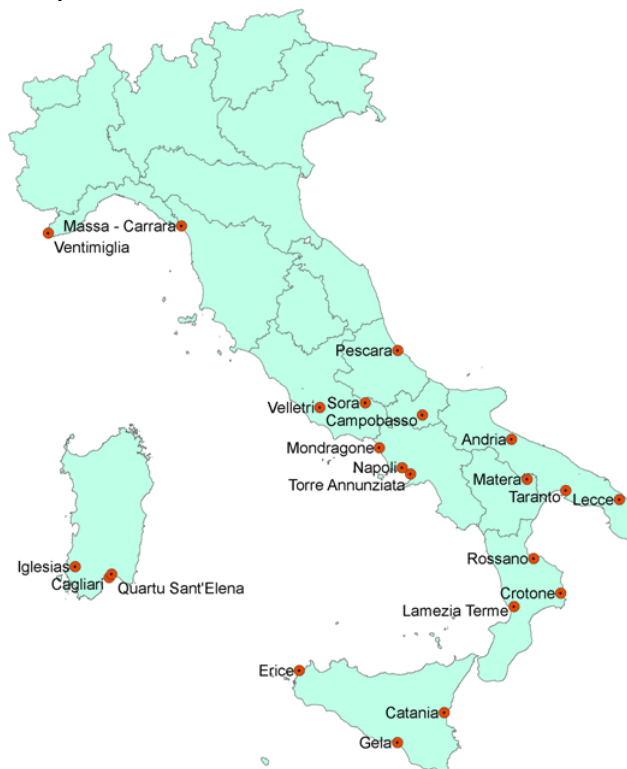 Massa - Carrara
Ventimiglia
Pescara
Sora
Velletri
Campobasso
Andria
Mondragone
Napoli
Matera
Torre Annunziata
Taranto
Lecce
Rossano
Iglesias
Cagliari
Quartu Sant'Elena
Crotone
Lamezia Terme
Erice
Catania
Gela